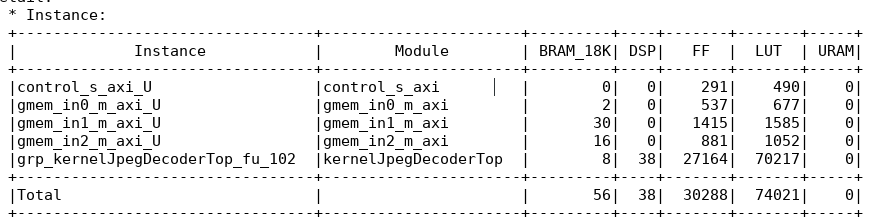 * Instance:
+---------------------------------+----------------------+---------+----+-------+-------+-----+
|             Instance            |        Module        | BRAM_18K| DSP|   FF  |  LUT  | URAM|
+---------------------------------+----------------------+---------+----+-------+-------+-----+
|control_s_axi_U                  |control_s_axi         |        0|   0|    291|    490|    0|
|gmem_in0_m_axi_U                 |gmem_in0_m_axi        |        2|   0|    537|    677|    0|
|gmem_in1_m_axi_U                 |gmem_in1_m_axi        |       30|   0|   1415|   1585|    0|
|gmem_in2_m_axi_U                 |gmem_in2_m_axi        |       16|   0|    881|   1052|    0|
|grp_kernelJpegDecoderTop_fu_102  |kernelJpegDecoderTop  |        8|  38|  27164|  70217|    0|
+---------------------------------+----------------------+---------+----+-------+-------+-----+
|Total                            |                      |       56|  38|  30288|  74021|    0|
+---------------------------------+----------------------+---------+----+-------+-------+-----+